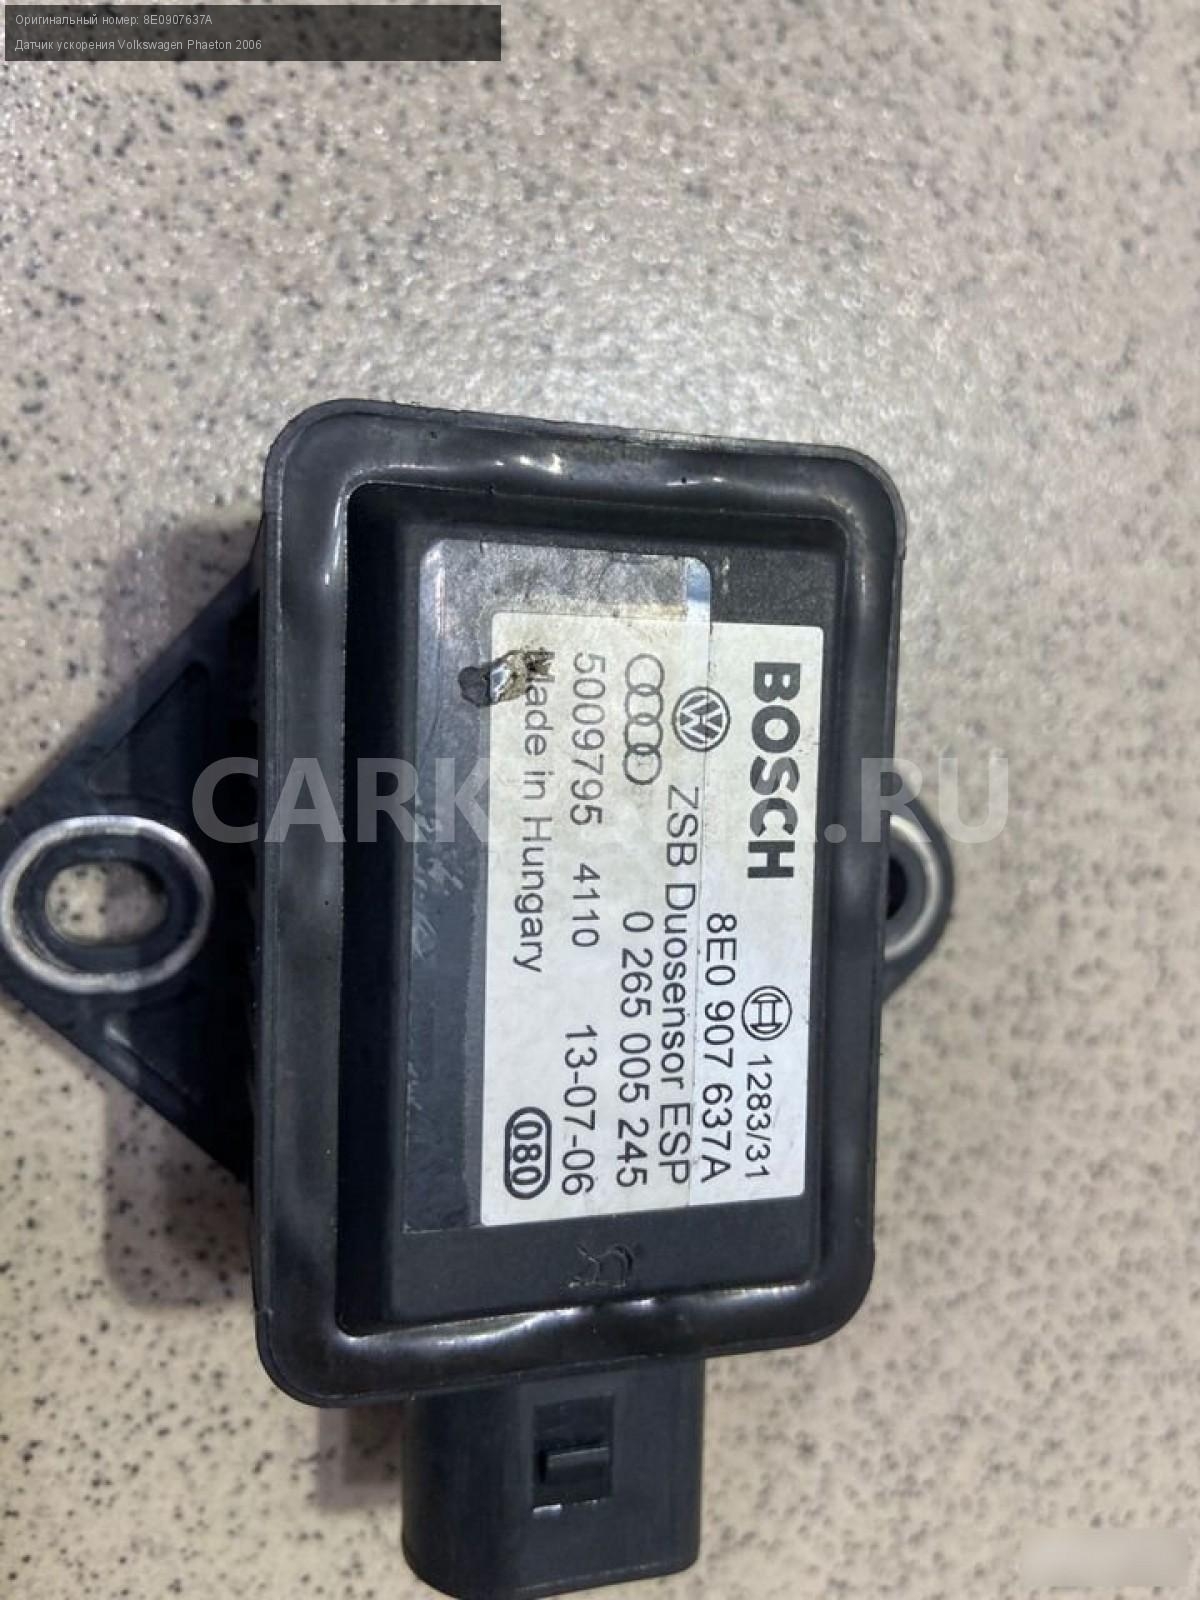 Оригинальный номер: 8E0907637A
Датчик ускорения Volkswagen Phaeton 2006
BOSCH 1283/31
8E0 907 637A
ZSB Duosensor ESP
0 265 005 245
5009795 4110 13-07-06
Made in Hungary 080
.RU